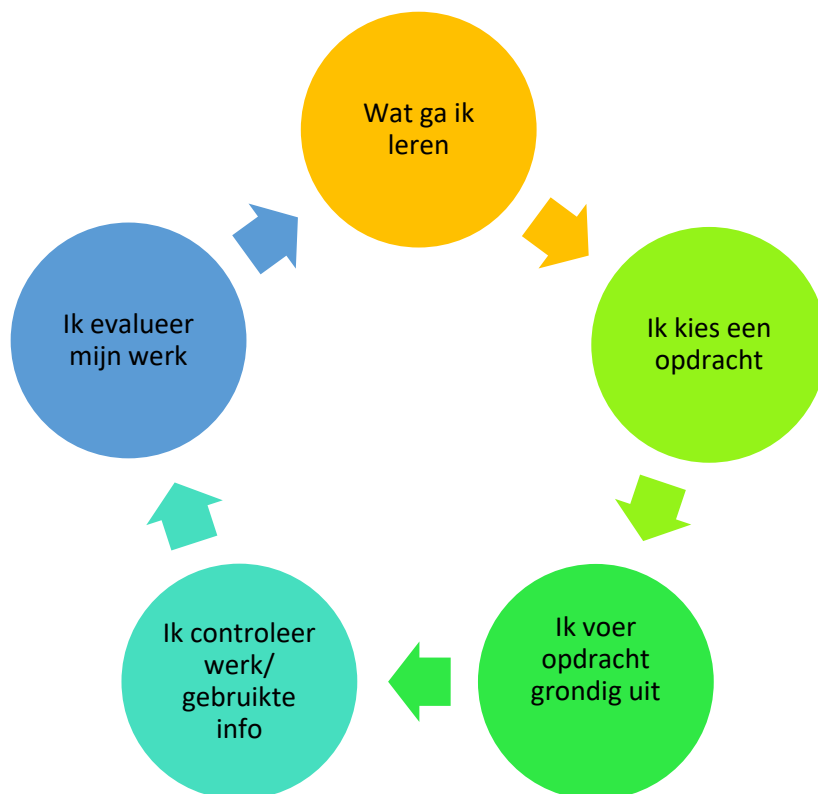 Wat ga ik
leren
Ik kies een
opdracht
Ik voer
opdracht
grondig uit
Ik controleer
werk/
gebruikte
info
Ik evalueer
mijn werk